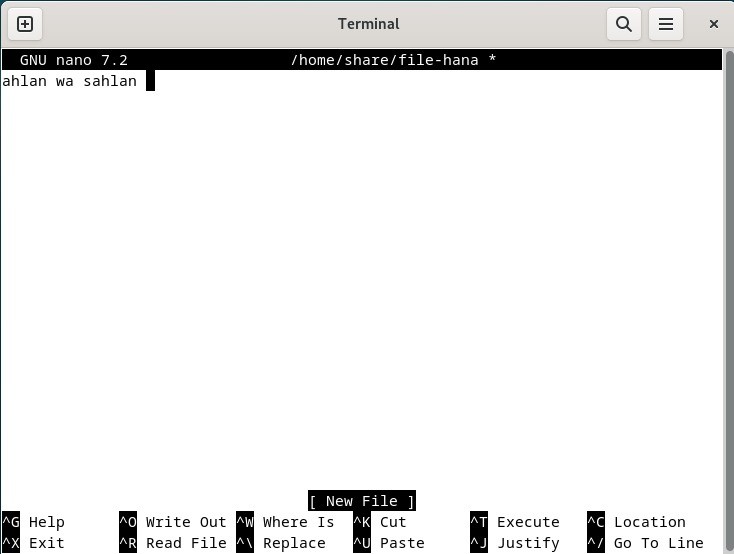 Terminal
GNU nano 7.2 /home/share/file-hana *
ahlan wa sahlan
[ New File ]
^G Help ^O Write Out ^W Where Is ^K Cut ^T Execute ^C Location
^X Exit ^R Read File ^\ Replace ^U Paste ^J Justify ^/ Go To Line